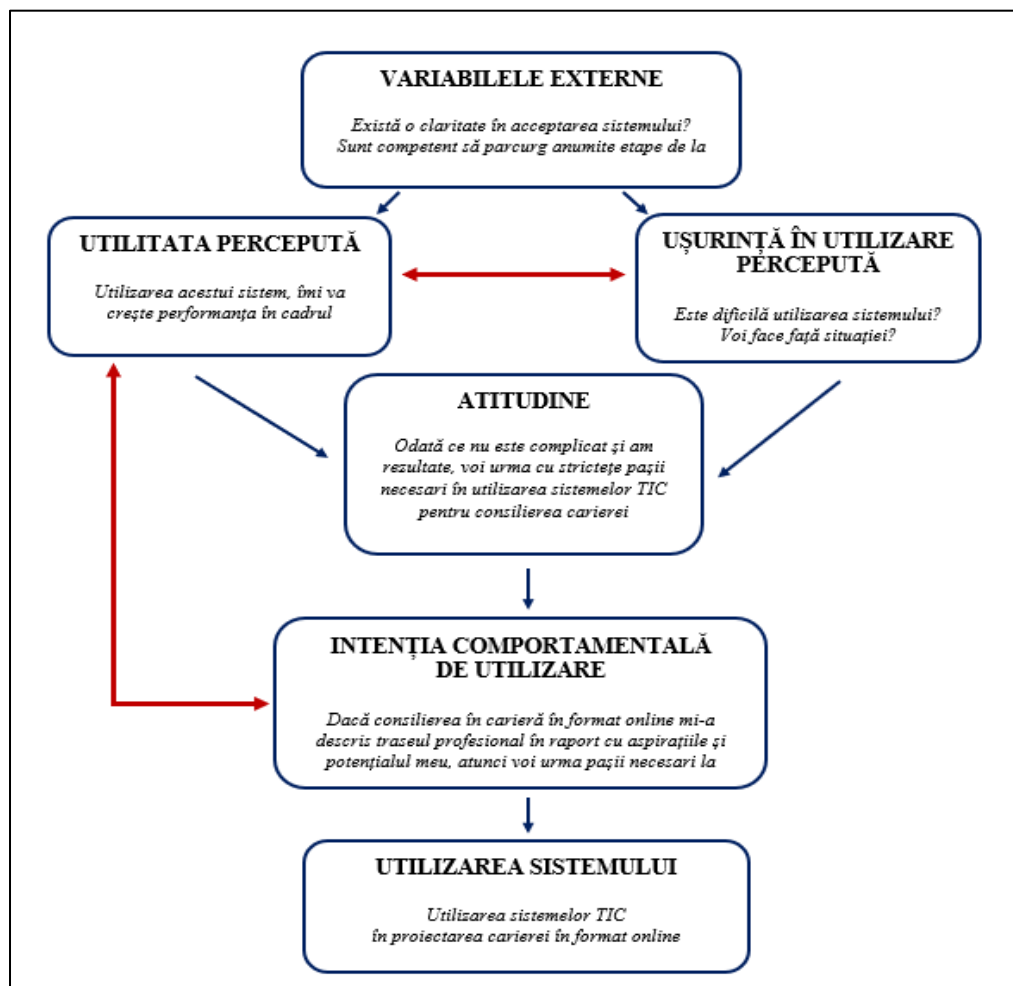 VARIABILELE EXTERNE
Există o claritate în acceptarea sistemului?
Sunt competent să parcurg anumite etape de la
UTILITATA PERCEPUTĂ
Utilizarea acestui sistem, îmi va
crește performanța în cadrul
UȘURINȚĂ ÎN UTILIZARE
PERCEPUTĂ
Este dificilă utilizarea sistemului?
Voi face față situației?
ATITUDINE
Odată ce nu este complicat și am
rezultate, voi urma cu strictețe pașii
necesari în utilizarea sistemelor TIC
pentru consilierea carierei
INTENȚIA COMPORTAMENTALĂ
DE UTILIZARE
Dacă consilierea în carieră în format online mi-a
descris traseul profesional în raport cu aspirațiile și
potențialul meu, atunci voi urma pașii necesari la
UTILIZAREA SISTEMULUI
Utilizarea sistemelor TIC
în proiectarea carierei în format online